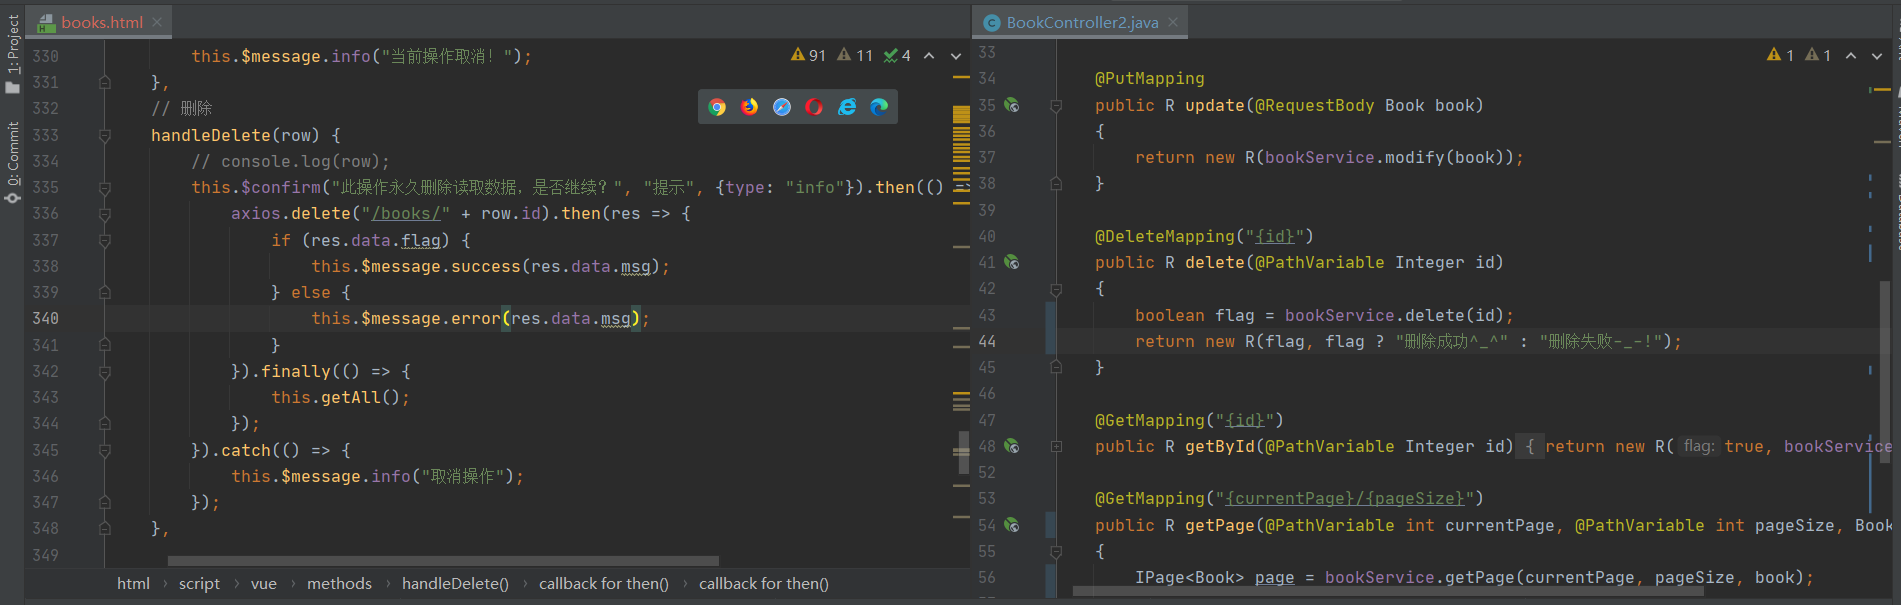 1: Project
0: Commit
books.html
330 this.$message.info("当前操作取消！");
91 11 4
331 },
332 // 删除
333 handleDelete(row) {
334 // console.log(row);
335 this.$confirm("此操作永久删除读取数据，是否继续？", "提示", {type: "info"}).then(() =>
336 axios.delete("/books/" + row.id).then(res => {
337 if (res.data.flag) {
338 this.$message.success(res.data.msg);
339 } else {
340 this.$message.error(res.data.msg);
341 }
342 }).finally(() => {
343 this.getAll();
344 });
345 }).catch(() => {
346 this.$message.info("取消操作");
347 });
348 },
349
html script vue methods handleDelete() callback for then() callback for then()
BookController2.java
33
1 1
34 @PutMapping
35 public R update(@RequestBody Book book)
36 {
37 return new R(bookService.modify(book));
38 }
39
40 @DeleteMapping("{id}")
41 public R delete(@PathVariable Integer id)
42 {
43 boolean flag = bookService.delete(id);
44 return new R(flag, flag ? "删除成功^_^" : "删除失败-_-!");
45 }
46
47 @GetMapping("{id}")
48 public R getById(@PathVariable Integer id) { return new R( flag: true, bookService
52
53 @GetMapping("{currentPage}/{pageSize}")
54 public R getPage(@PathVariable int currentPage, @PathVariable int pageSize, Book
55 {
56 IPage<Book> page = bookService.getPage(currentPage, pageSize, book);